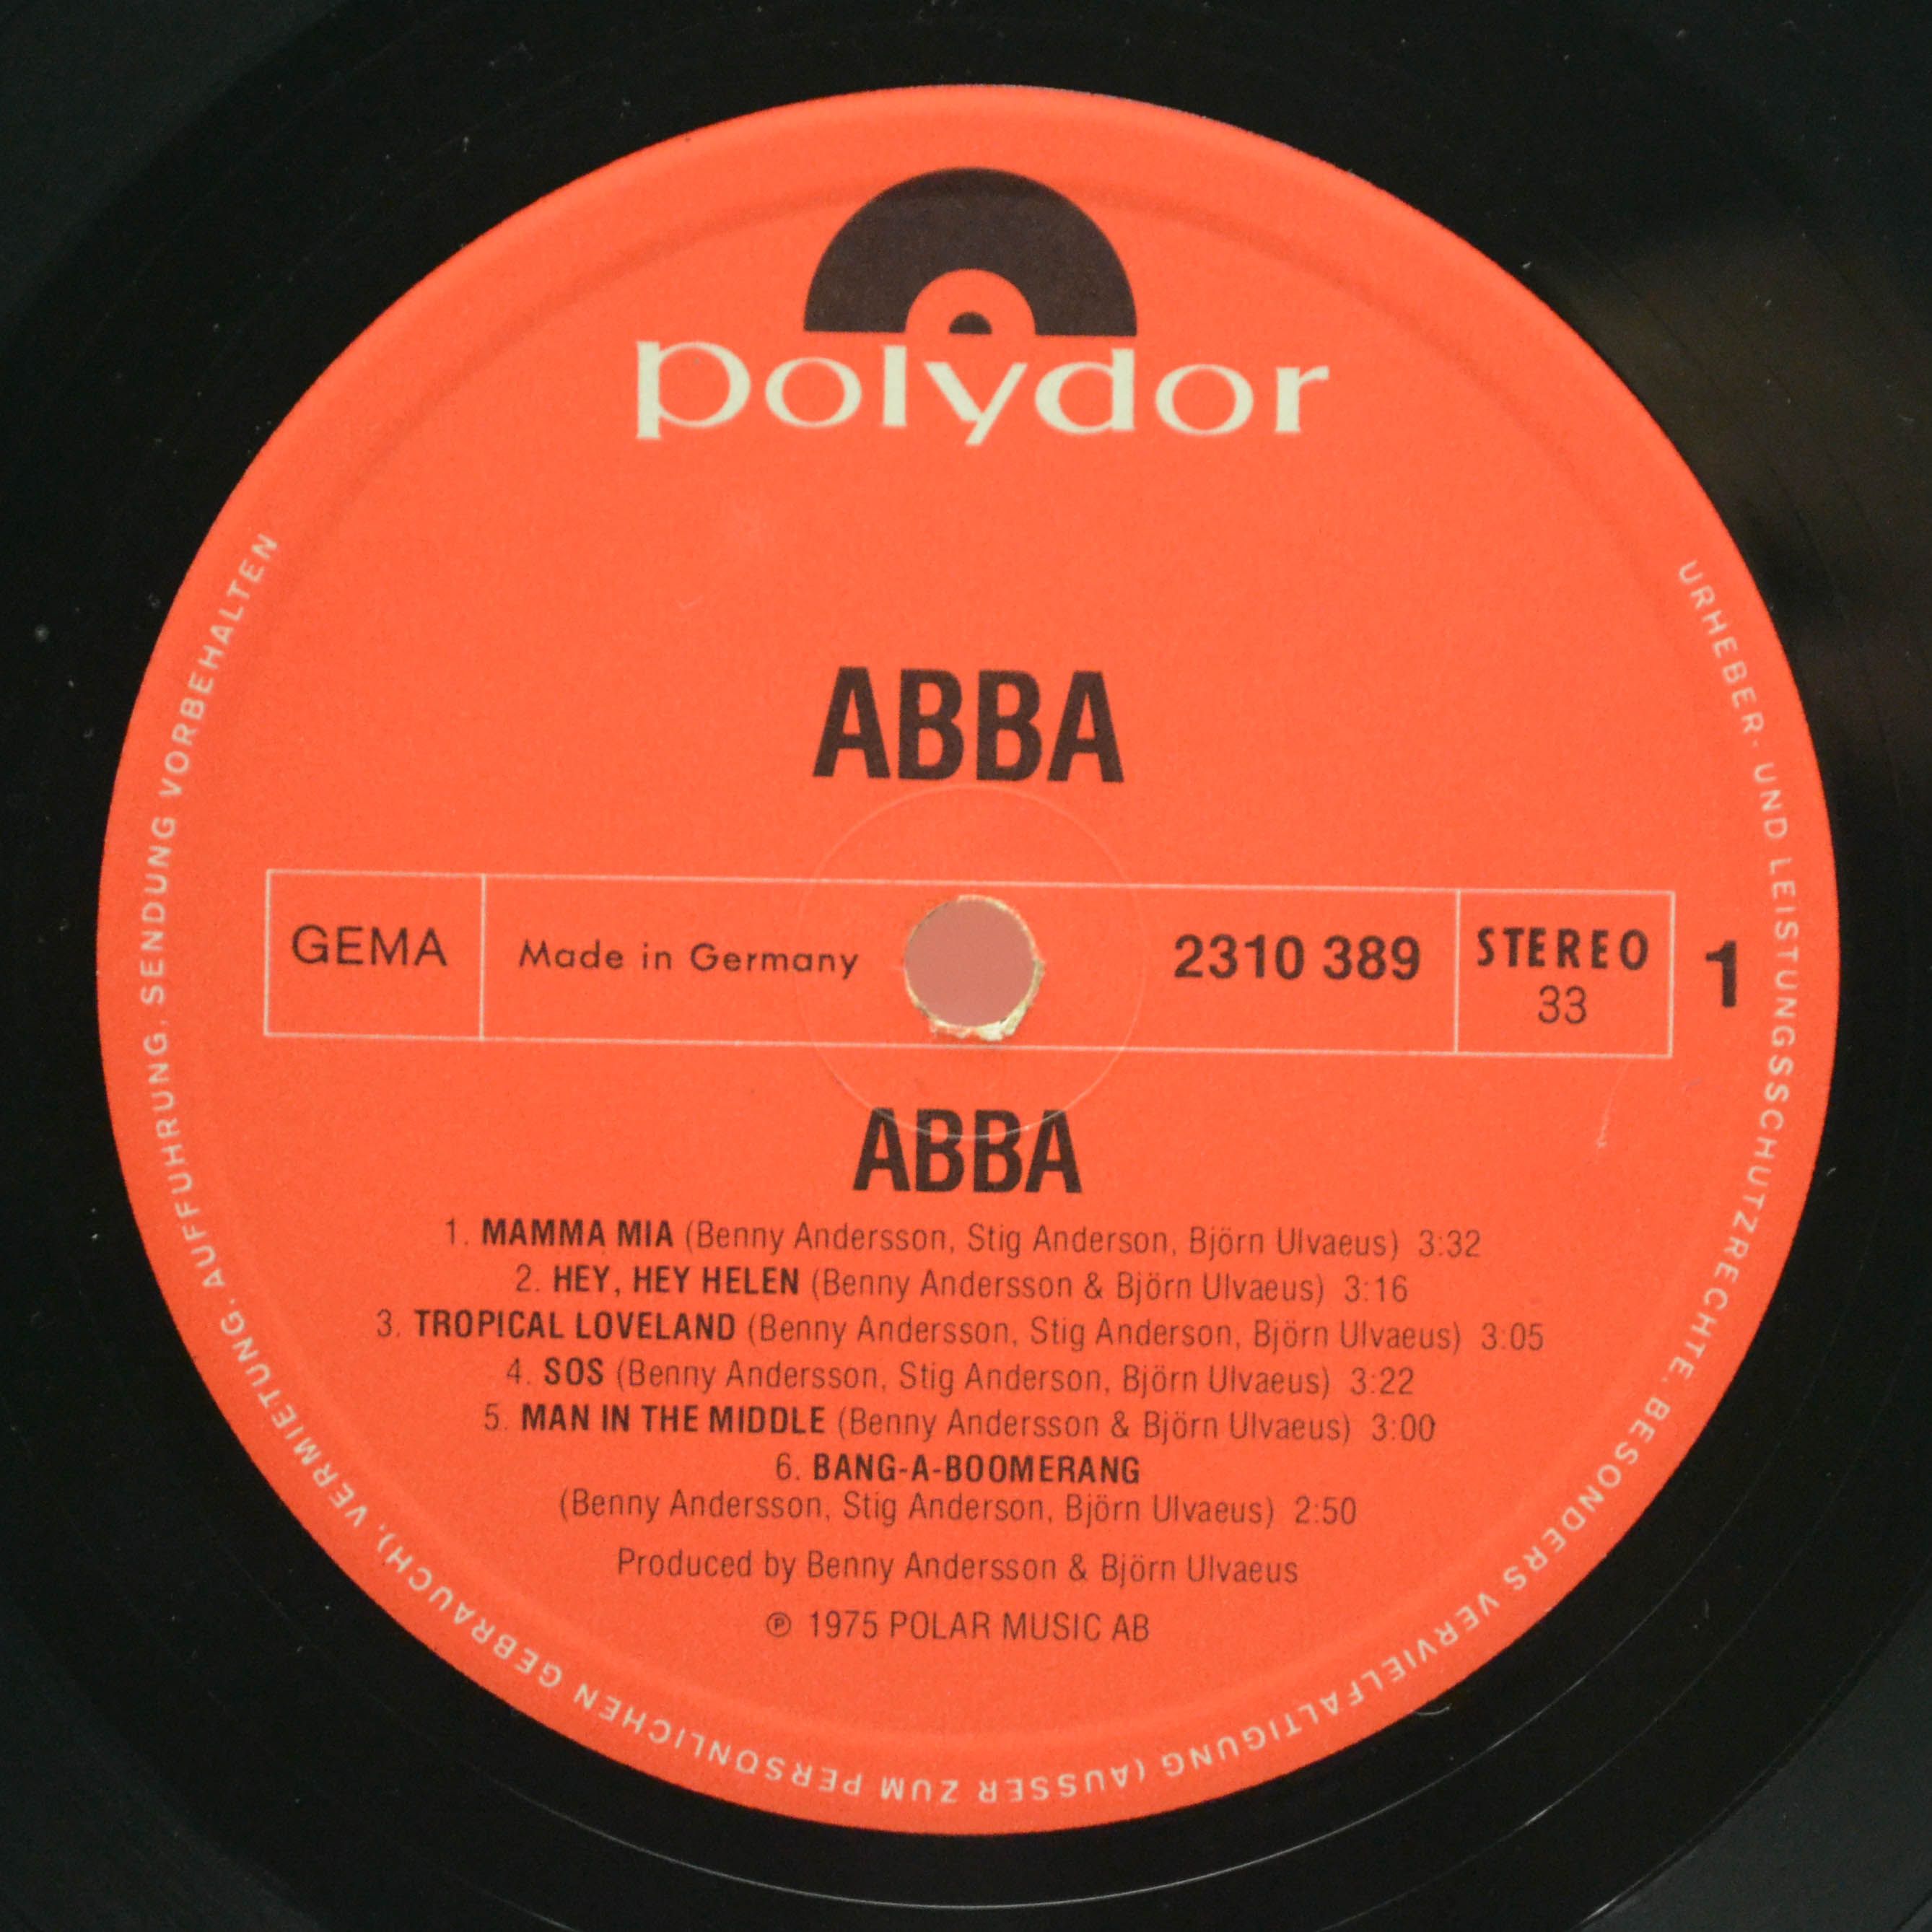 polydor
ABBA
GEMA
Made in Germany
2310 389
STEREO
33
1
ABBA
1. MAMMA MIA (Benny Andersson, Stig Anderson, Björn Ulvaeus) 3:32
2. HEY, HEY HELEN (Benny Andersson & Björn Ulvaeus) 3:16
3. TROPICAL LOVELAND (Benny Andersson, Stig Anderson, Björn Ulvaeus) 3:05
4. SOS (Benny Andersson, Stig Anderson, Björn Ulvaeus) 3:22
5. MAN IN THE MIDDLE (Benny Andersson & Björn Ulvaeus) 3:00
6. BANG-A-BOOMERANG
(Benny Andersson, Stig Anderson, Björn Ulvaeus) 2:50
Produced by Benny Andersson & Björn Ulvaeus
℗ 1975 POLAR MUSIC AB
URHEBER- UND LEISTUNGSSCHUTZRECHTE, BESONDERS VERVIELFÄLTIGUNG (AUSSER ZUM PERSÖNLICHEN GEBRAUCH), VERMIETUNG, AUFFÜHRUNG, SENDUNG VORBEHALTEN